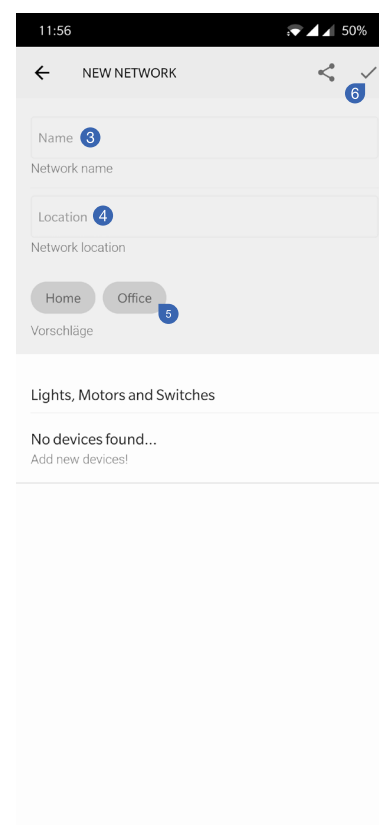 11:56 50%
NEW NETWORK
6
Name 3
Network name
Location 4
Network location
Home Office
5
Vorschläge
Lights, Motors and Switches
No devices found...
Add new devices!